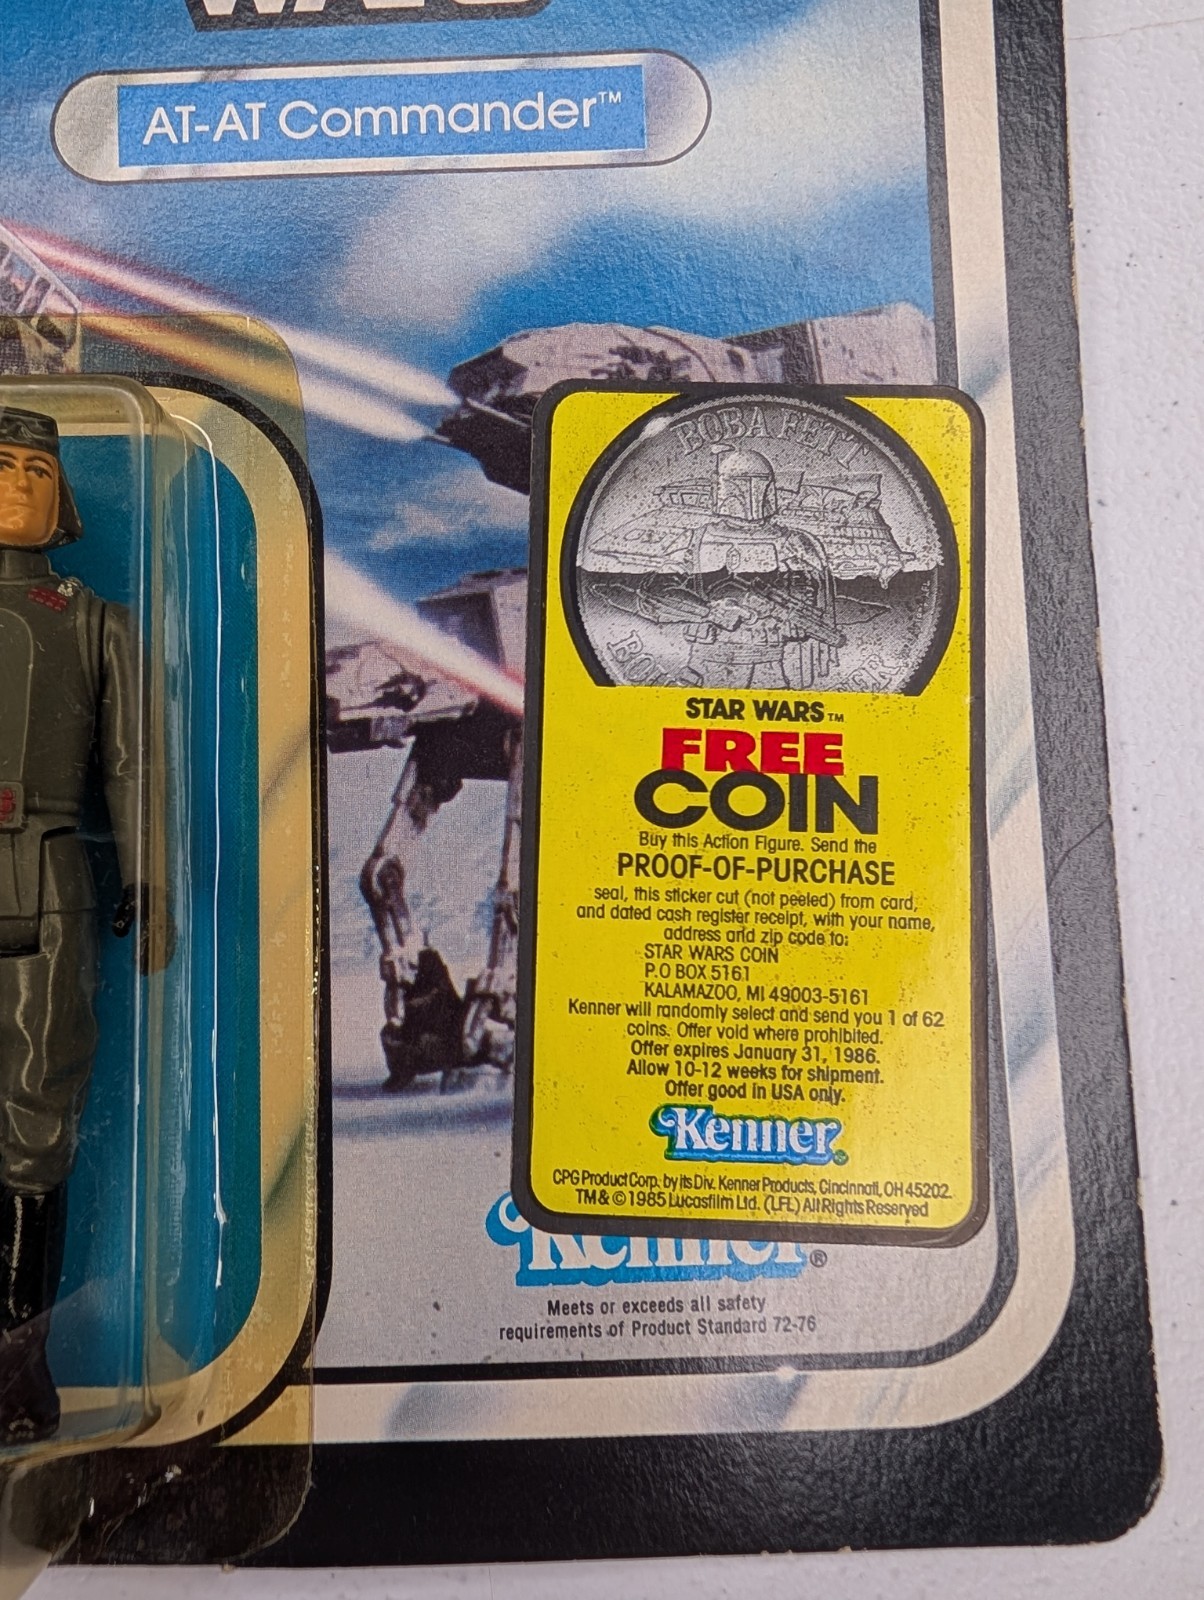 WARS
AT-AT Commander™
BOBA FETT
STAR WARS™
FREE
COIN
Buy this Action Figure. Send the
PROOF-OF-PURCHASE
seal, this sticker cut (not peeled) from card,
and dated cash register receipt, with your name,
address and zip code to:
STAR WARS COIN
P.O BOX 5161
KALAMAZOO, MI 49003-5161
Kenner will randomly select and send you 1 of 62
coins. Offer void where prohibited.
Offer expires January 31, 1986.
Allow 10-12 weeks for shipment.
Offer good in USA only.
Kenner®
CPG Product Corp. by its Div. Kenner Products, Cincinnati, OH 45202.
TM & © 1985 Lucasfilm Ltd. (LFL) All Rights Reserved
Kenner®
Meets or exceeds all safety
requirements of Product Standard 72-76